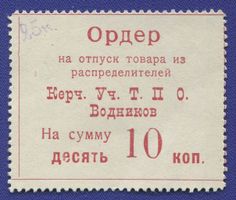 Ордер
на отпуск товара из
распределителей
Керч. Уч. Т. П О.
Водников
На сумму 10
десять коп.